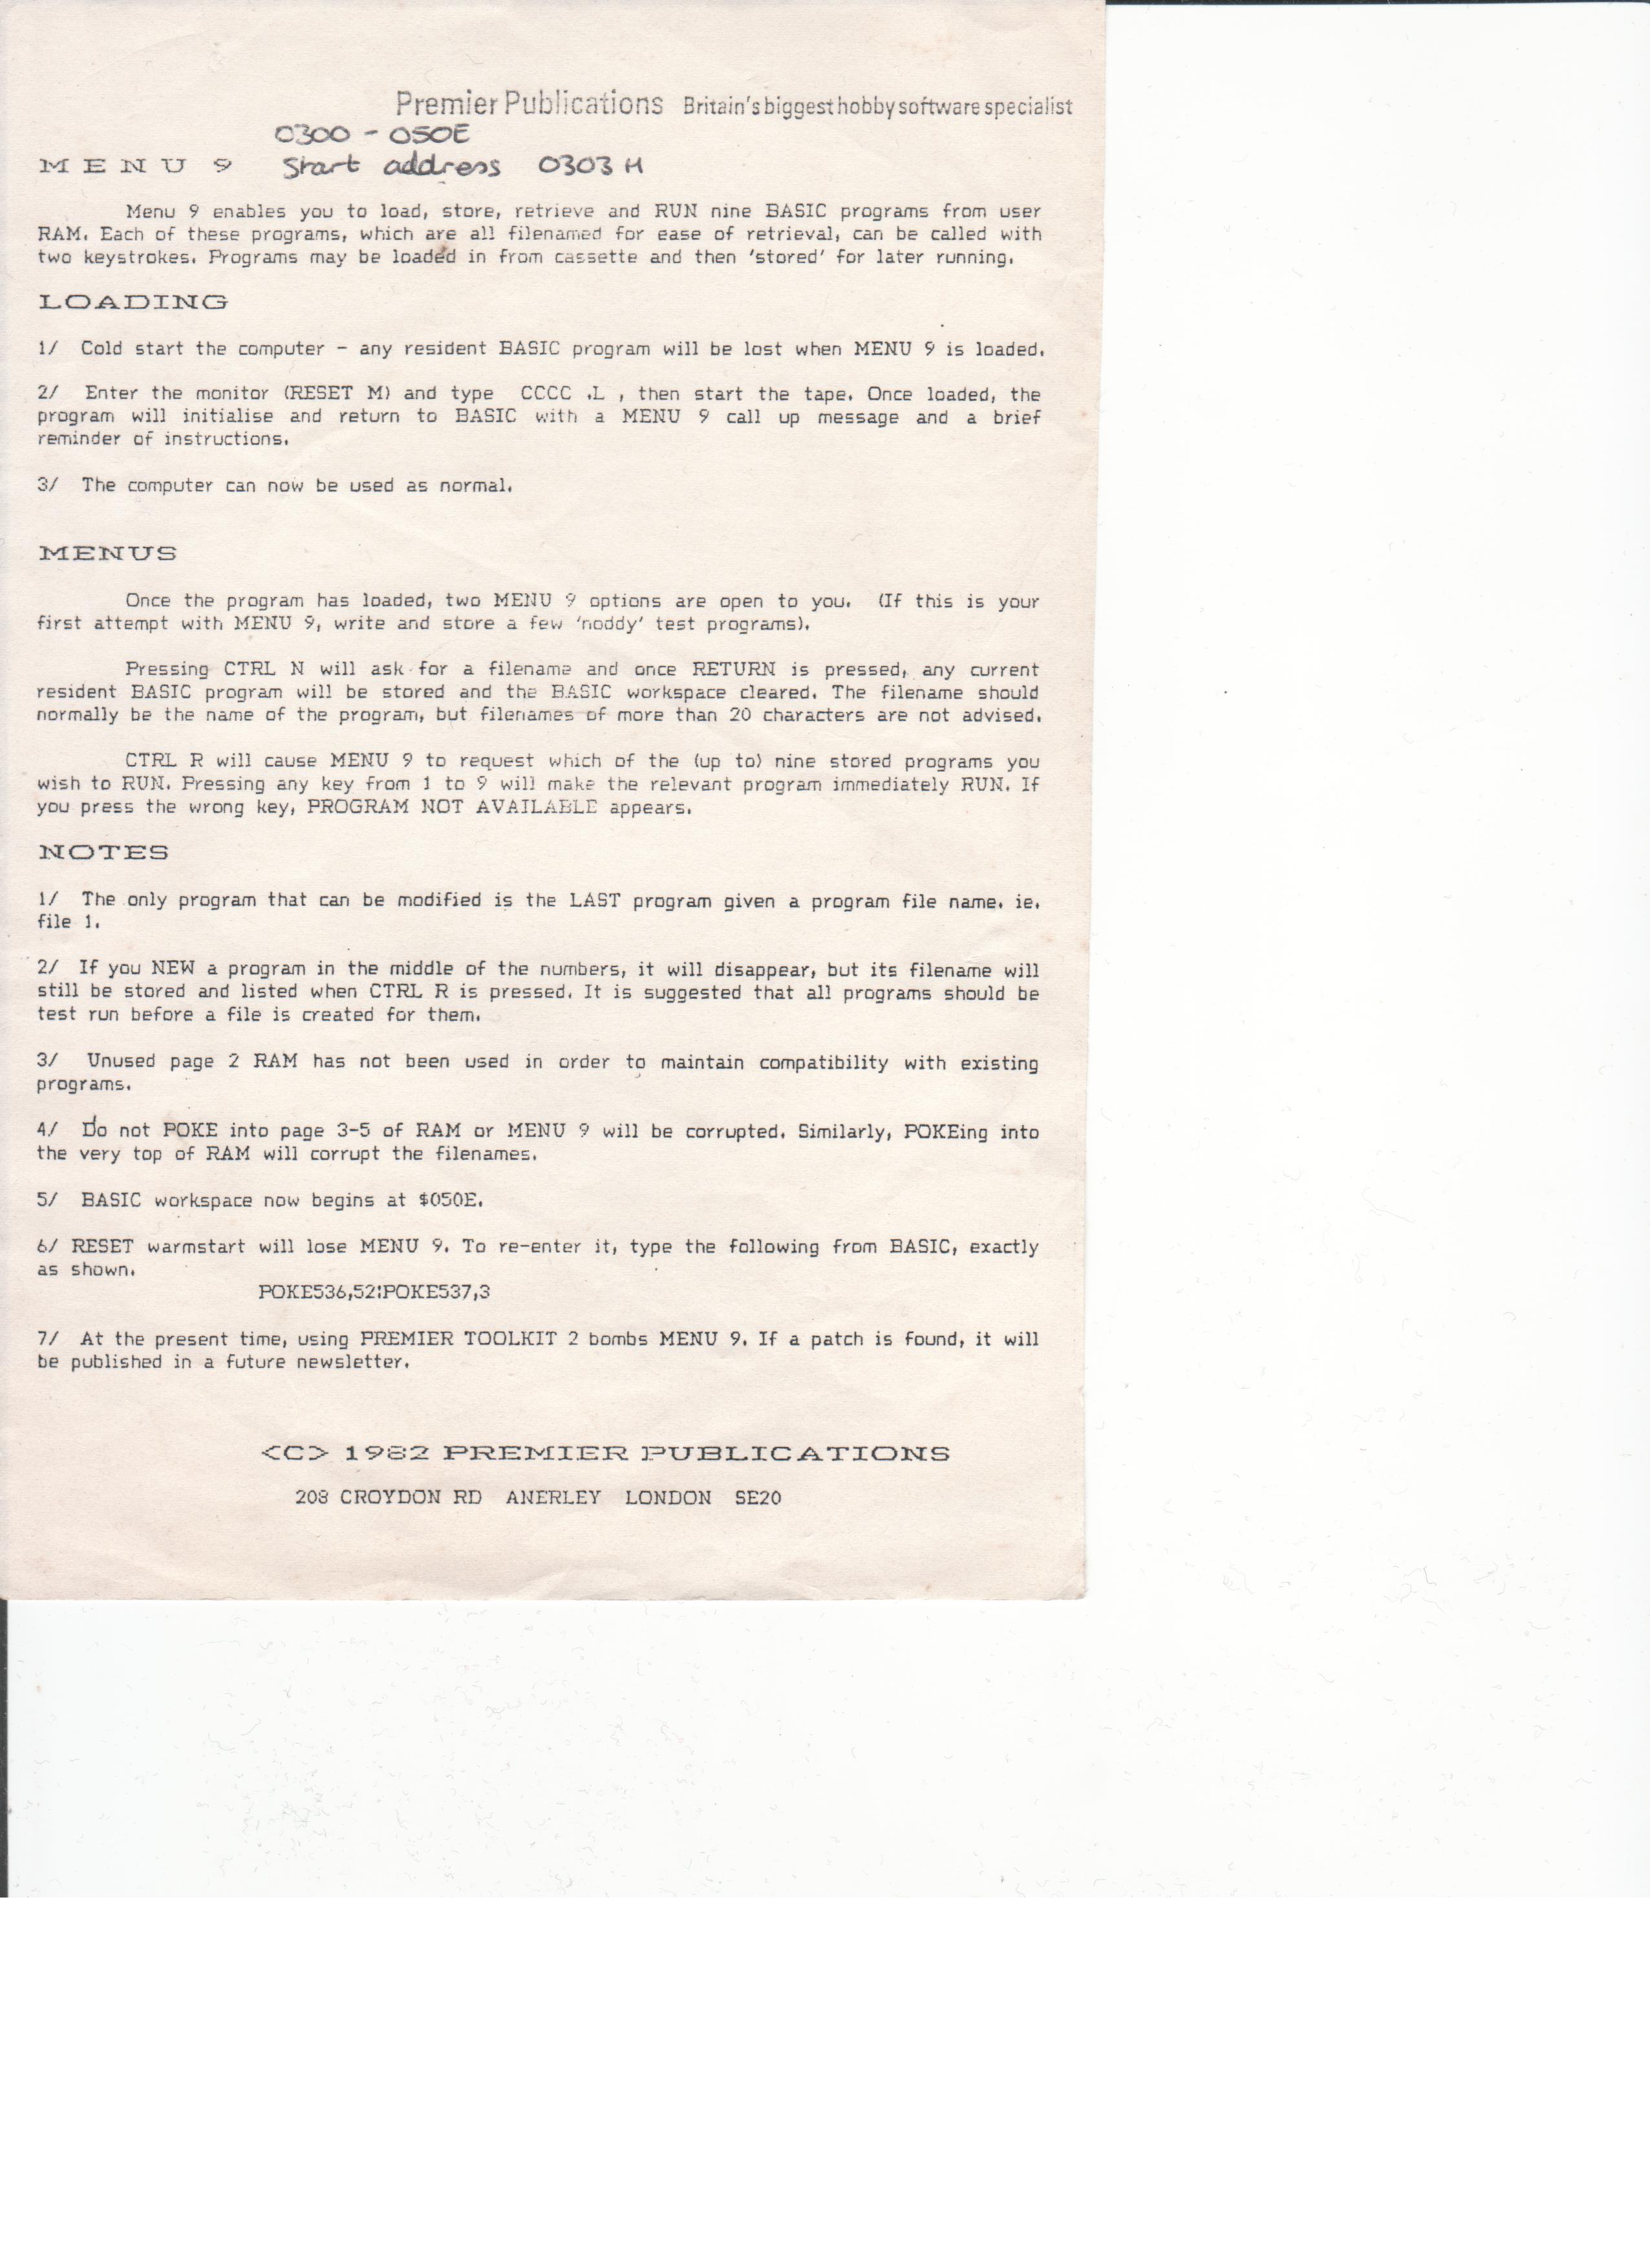 Premier Publications Britain's biggest hobby software specialist
0300 - 050E
MENU 9 Start address 0303 H
Menu 9 enables you to load, store, retrieve and RUN nine BASIC programs from user
RAM. Each of these programs, which are all filenamed for ease of retrieval, can be called with
two keystrokes. Programs may be loaded in from cassette and then 'stored' for later running.
LOADING
1/ Cold start the computer - any resident BASIC program will be lost when MENU 9 is loaded.
2/ Enter the monitor (RESET M) and type CCCC .L , then start the tape. Once loaded, the
program will initialise and return to BASIC with a MENU 9 call up message and a brief
reminder of instructions.
3/ The computer can now be used as normal.
MENUS
Once the program has loaded, two MENU 9 options are open to you. (If this is your
first attempt with MENU 9, write and store a few 'noddy' test programs).
Pressing CTRL N will ask for a filename and once RETURN is pressed, any current
resident BASIC program will be stored and the BASIC workspace cleared. The filename should
normally be the name of the program, but filenames of more than 20 characters are not advised.
CTRL R will cause MENU 9 to request which of the (up to) nine stored programs you
wish to RUN. Pressing any key from 1 to 9 will make the relevant program immediately RUN. If
you press the wrong key, PROGRAM NOT AVAILABLE appears.
NOTES
1/ The only program that can be modified is the LAST program given a program file name. ie.
file 1.
2/ If you NEW a program in the middle of the numbers, it will disappear, but its filename will
still be stored and listed when CTRL R is pressed. It is suggested that all programs should be
test run before a file is created for them.
3/ Unused page 2 RAM has not been used in order to maintain compatibility with existing
programs.
4/ Do not POKE into page 3-5 of RAM or MENU 9 will be corrupted. Similarly, POKEing into
the very top of RAM will corrupt the filenames.
5/ BASIC workspace now begins at $050E.
6/ RESET warmstart will lose MENU 9. To re-enter it, type the following from BASIC, exactly
as shown.
POKE536,52:POKE537,3
7/ At the present time, using PREMIER TOOLKIT 2 bombs MENU 9. If a patch is found, it will
be published in a future newsletter.
<C> 1982 PREMIER PUBLICATIONS
208 CROYDON RD ANERLEY LONDON SE20